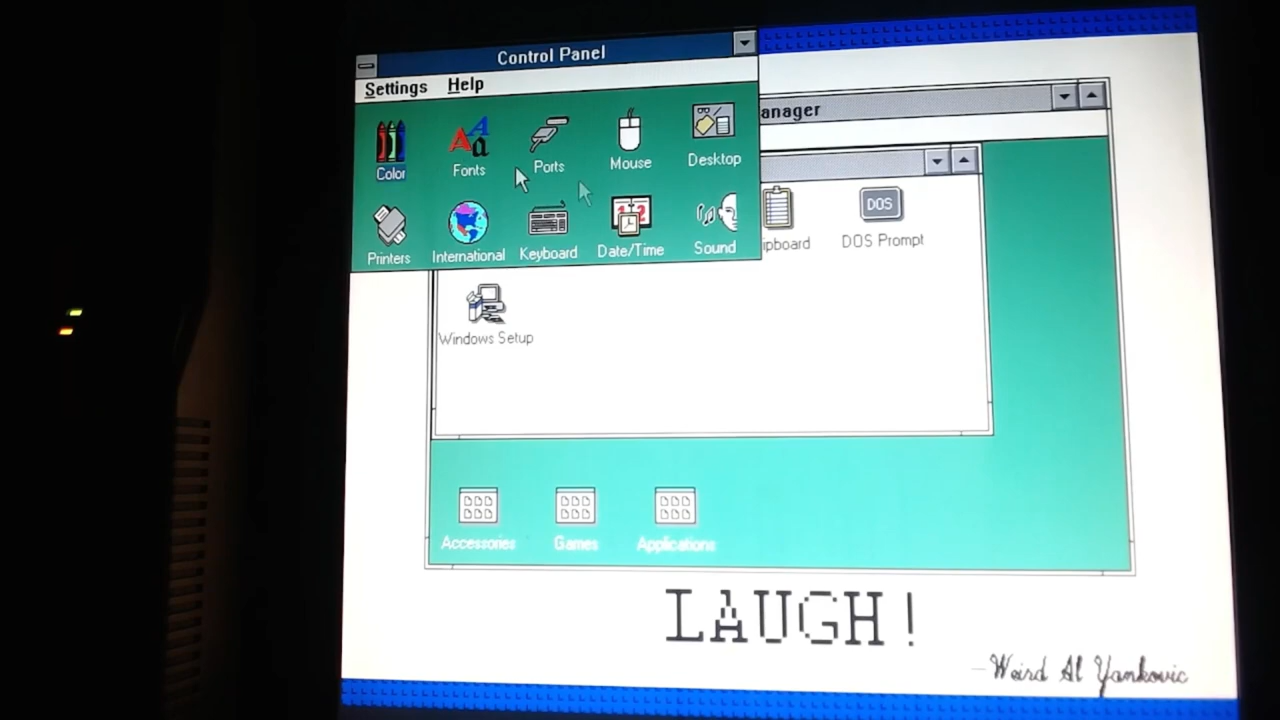 Control Panel
Settings Help
anager
Color Fonts Ports Mouse Desktop
Printers International Keyboard Date/Time Sound
ipboard DOS Prompt
DOS
Windows Setup
Accessories Games Applications
LAUGH!
-Weird Al Yankovic